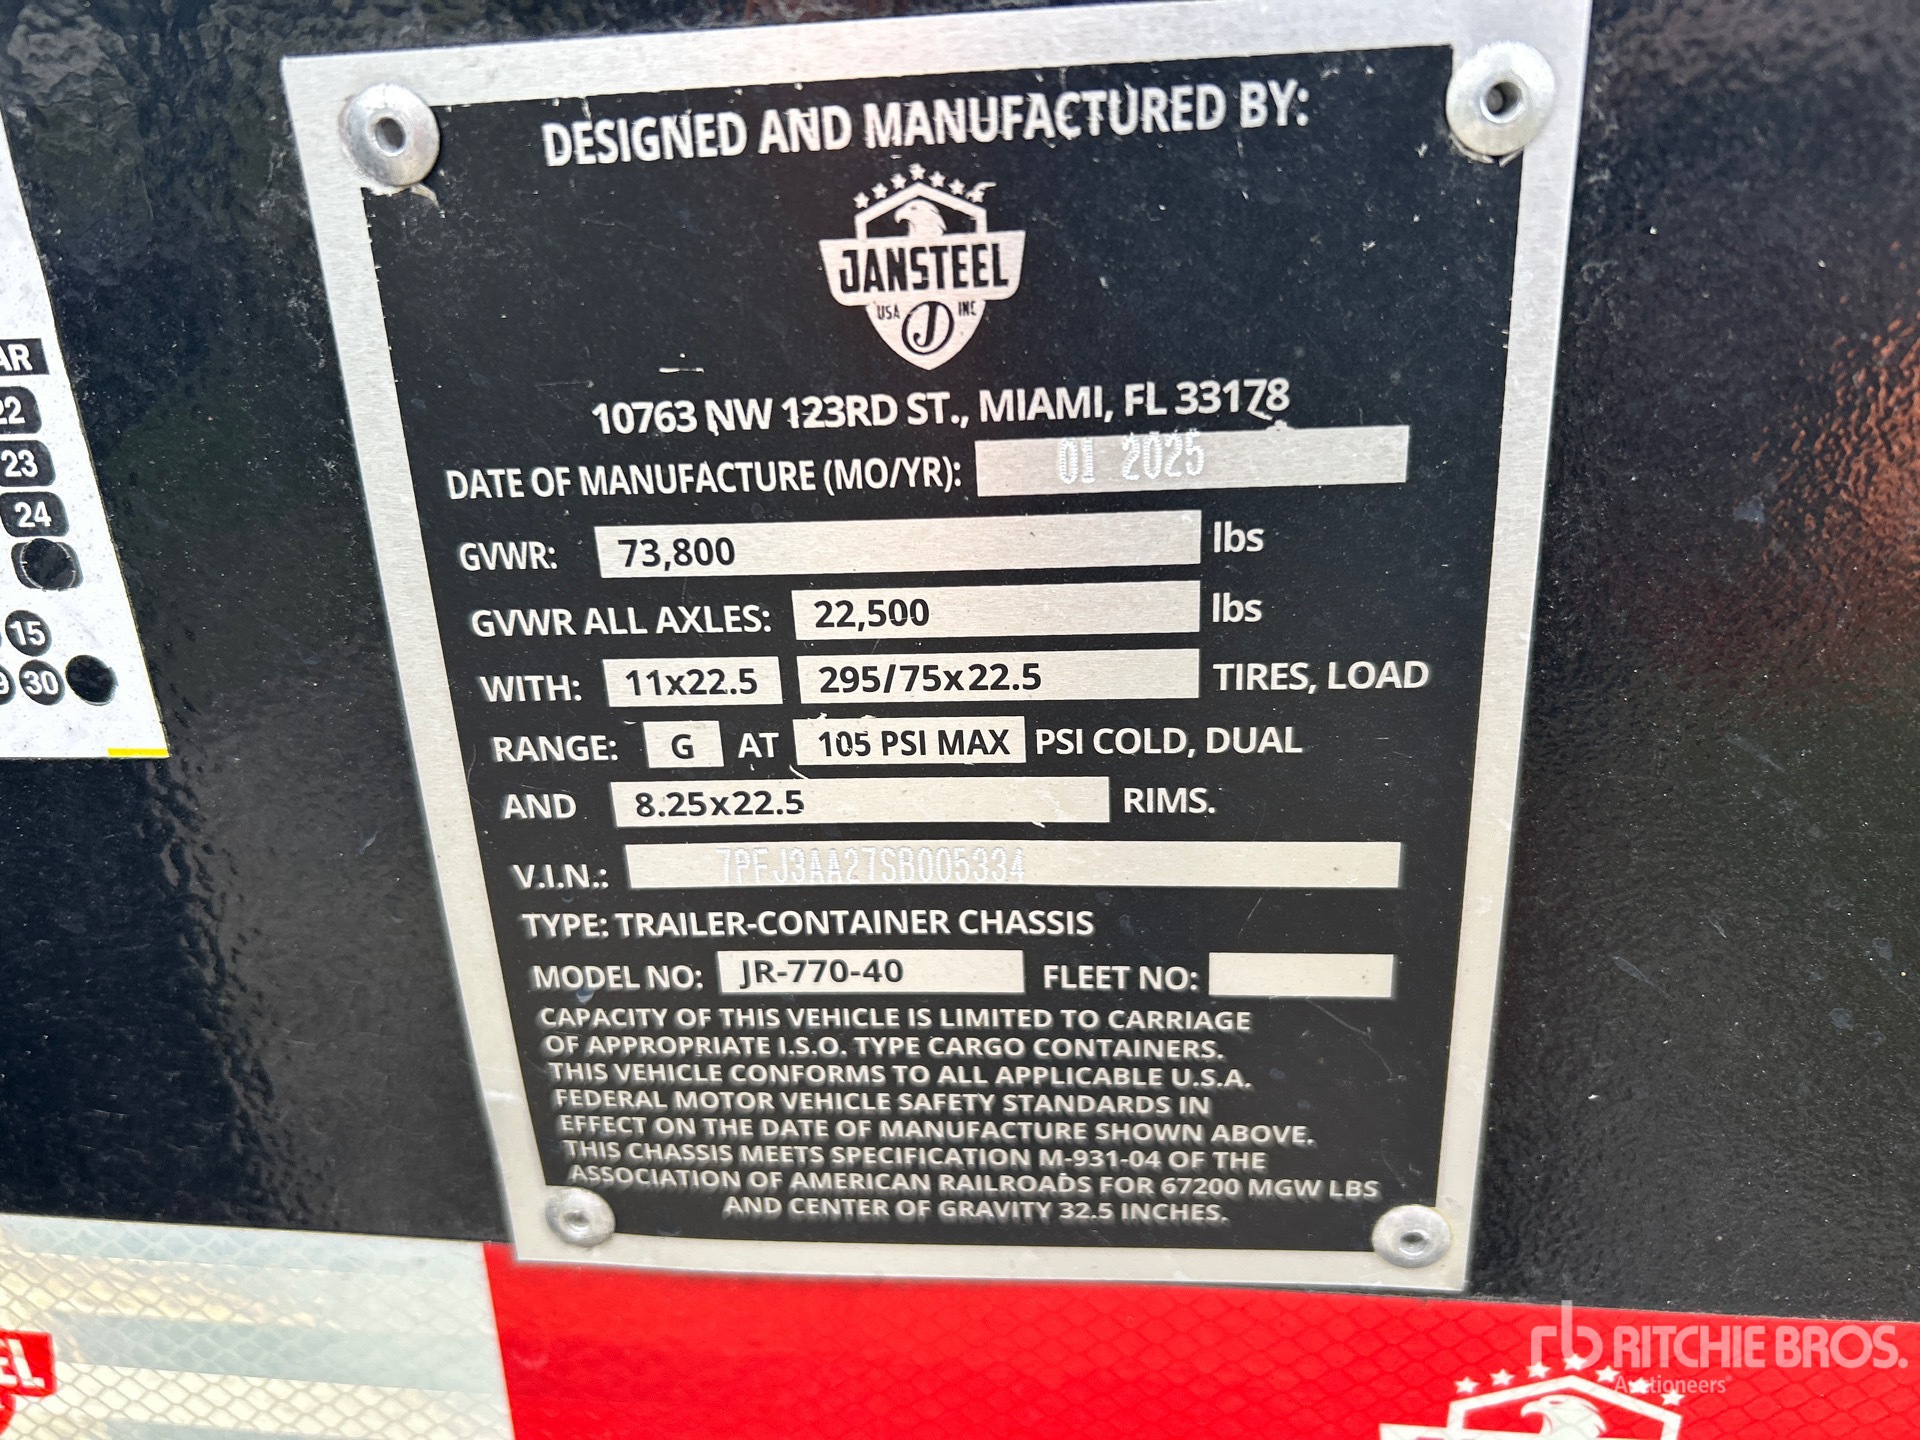 DESIGNED AND MANUFACTURED BY:
JANSTEEL
USA J INC
10763 NW 123RD ST., MIAMI, FL 33178
DATE OF MANUFACTURE (MO/YR): 01 2025
GVWR: 73,800 lbs
GVWR ALL AXLES: 22,500 lbs
WITH: 11x22.5 295/75x22.5 TIRES, LOAD
RANGE: G AT 105 PSI MAX PSI COLD, DUAL
AND 8.25x22.5 RIMS.
V.I.N.: 7PFJ3AA27SB005334
TYPE: TRAILER-CONTAINER CHASSIS
MODEL NO: JR-770-40 FLEET NO:
CAPACITY OF THIS VEHICLE IS LIMITED TO CARRIAGE
OF APPROPRIATE I.S.O. TYPE CARGO CONTAINERS.
THIS VEHICLE CONFORMS TO ALL APPLICABLE U.S.A.
FEDERAL MOTOR VEHICLE SAFETY STANDARDS IN
EFFECT ON THE DATE OF MANUFACTURE SHOWN ABOVE.
THIS CHASSIS MEETS SPECIFICATION M-931-04 OF THE
ASSOCIATION OF AMERICAN RAILROADS FOR 67200 MGW LBS
AND CENTER OF GRAVITY 32.5 INCHES.
22
23
24
15
30
rb RITCHIE BROS.
Auctioneers